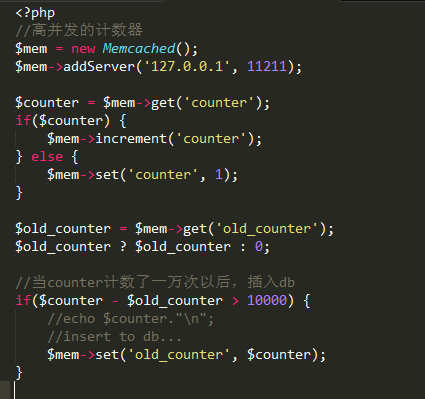 <?php
//高并发的计数器
$mem = new Memcached();
$mem->addServer('127.0.0.1', 11211);

$counter = $mem->get('counter');
if($counter) {
    $mem->increment('counter');
} else {
    $mem->set('counter', 1);
}

$old_counter = $mem->get('old_counter');
$old_counter ? $old_counter : 0;

//当counter计数了一万次以后，插入db
if($counter - $old_counter > 10000) {
    //echo $counter."\n";
    //insert to db...
    $mem->set('old_counter', $counter);
}